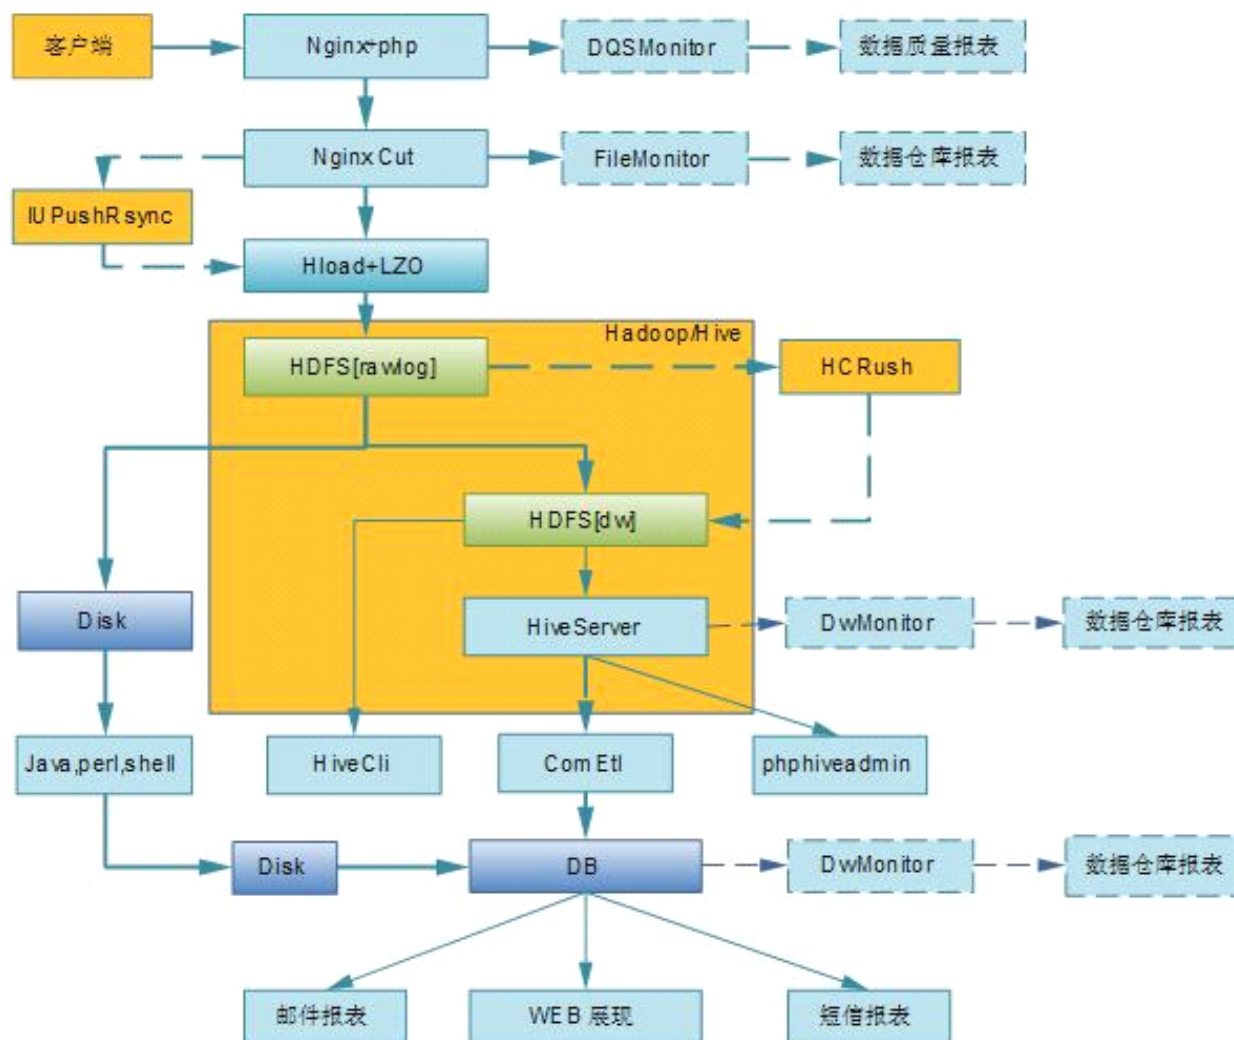 客户端
Nginx+php
DQSMonitor
数据质量报表
Nginx Cut
FileMonitor
数据仓库报表
IUPushRsync
Hload+LZO
Hadoop/Hive
HDFS[rawlog]
HCRush
HDFS[dw]
Disk
HiveServer
DwMonitor
数据仓库报表
Java,perl,shell
HiveCli
ComEtl
phphiveadmin
Disk
DB
DwMonitor
数据仓库报表
邮件报表
WEB 展现
短信报表